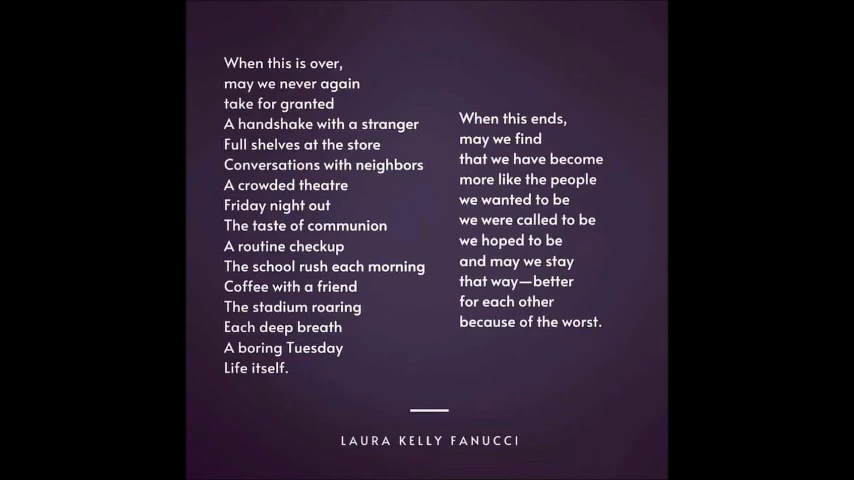 When this is over,
may we never again
take for granted
A handshake with a stranger
Full shelves at the store
Conversations with neighbors
A crowded theatre
Friday night out
The taste of communion
A routine checkup
The school rush each morning
Coffee with a friend
The stadium roaring
Each deep breath
A boring Tuesday
Life itself.
When this ends,
may we find
that we have become
more like the people
we wanted to be
we were called to be
we hoped to be
and may we stay
that way—better
for each other
because of the worst.
LAURA KELLY FANUCCI